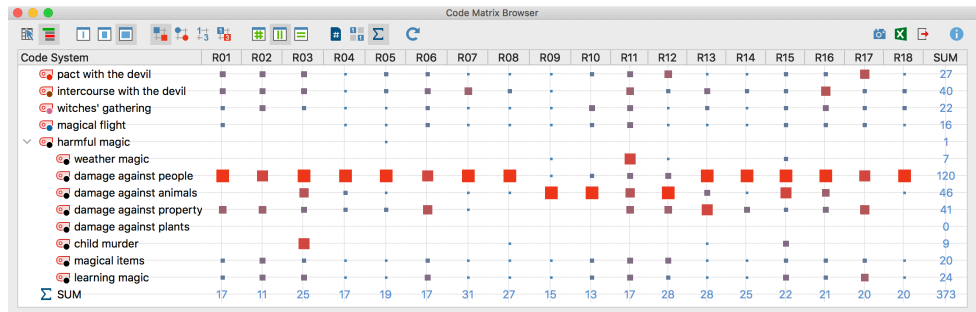 Code Matrix Browser
Code System R01 R02 R03 R04 R05 R06 R07 R08 R09 R10 R11 R12 R13 R14 R15 R16 R17 R18 SUM
pact with the devil 27
intercourse with the devil 40
witches' gathering 22
magical flight 16
harmful magic 1
weather magic 7
damage against people 120
damage against animals 46
damage against property 41
damage against plants 0
child murder 9
magical items 20
learning magic 24
Σ SUM 17 11 25 17 19 17 31 27 15 13 17 28 28 25 22 21 20 20 373